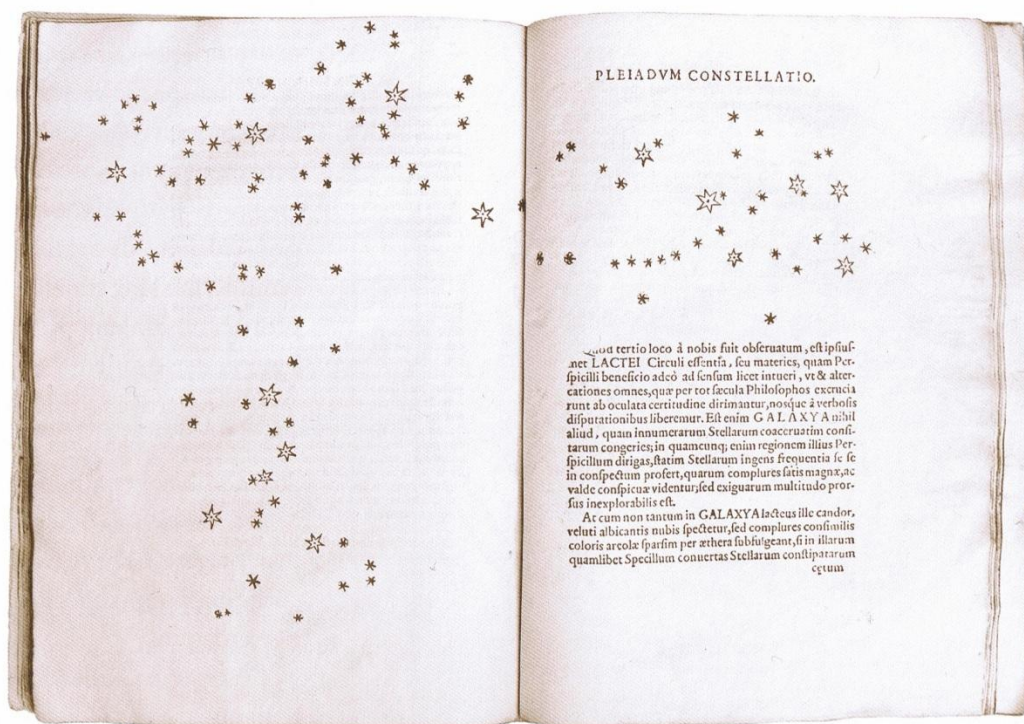 PLEIADVM CONSTELLATIO.
Quod tertio loco à nobis fuit obſeruatum, eſt ipſiuſ-
met LACTEI Circuli eſſentia, ſeu materies, quam Per-
ſpicilli beneficio adeò ad ſenſum licet intueri, vt & alter-
cationes omnes, quæ per tot ſæcula Philoſophos excrucia
runt ab oculata certitudine dirimantur, noſque à verboſis
diſputationibus liberemur. Eſt enim GALAXYA nihil
aliud, quam innumerarum Stellarum coaceruatim conſi-
tarum congeries; in quamcunq; enim regionem illius Per-
ſpicillum dirigas, ſtatim Stellarum ingens frequentia ſe ſe
in conſpectum profert, quarum complures ſatis magnæ, ac
valde conſpicuæ videntur; ſed exiguarum multitudo pror-
ſus inexplorabilis eſt.
At cum non tantum in GALAXYA lacteus ille candor,
veluti albicantis nubis ſpectetur, ſed complures conſimilis
coloris areolæ ſparſim per æthera ſubfulgeant, ſi in illarum
quamlibet Specillum conuertas Stellarum conſtipatarum
cętum